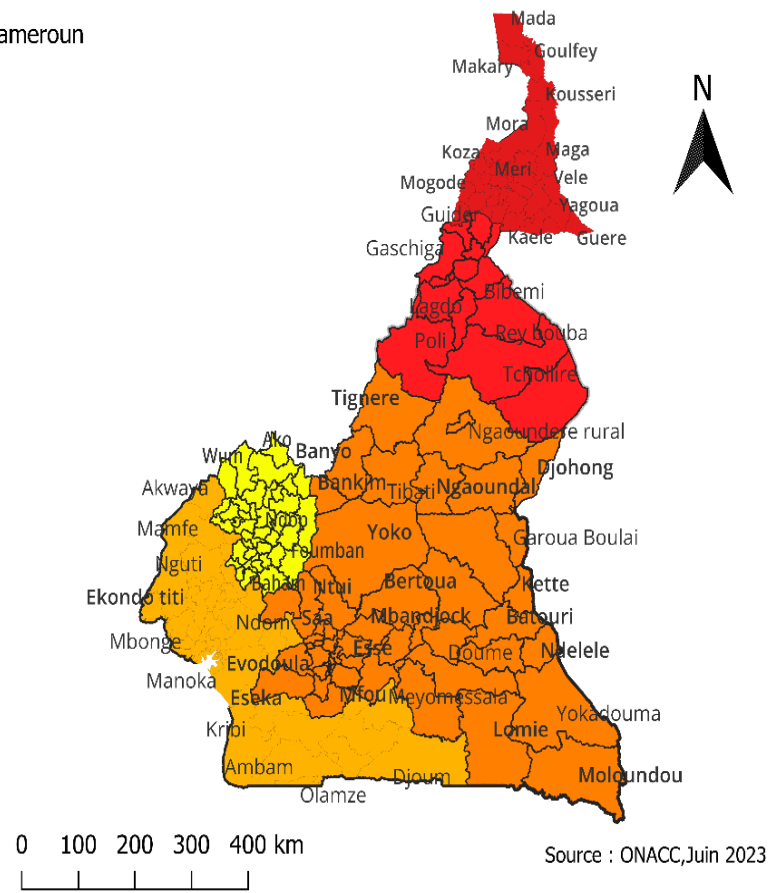 ameroun
Mada
Goulfey
Makary
N
Kousseri
Mora
Koza
Maga
Meri
Mogode
Vele
Yagoua
Guider
Kaele
Guere
Gaschiga
Bibemi
Lagdo
Rey bouba
Poli
Tchollire
Tignere
Ngaoundere rural
Ako
Wum
Banyo
Djohong
Bankim
Akwaya
Tibati
Ngaoundal
Ndop
Mamfe
Yoko
Garoua Boulai
Foumban
Nguti
Baham
Ntui
Bertoua
Kette
Ekondo titi
Ndom
Saa
Mbandjock
Batouri
Mbonge
Esse
Doume
Ndelele
Evodoula
Manoka
Eseka
Mfou
Meyomessala
Yokadouma
Kribi
Lomie
Ambam
Djoum
Moloundou
Olamze
0 100 200 300 400 km
Source : ONACC,Juin 2023